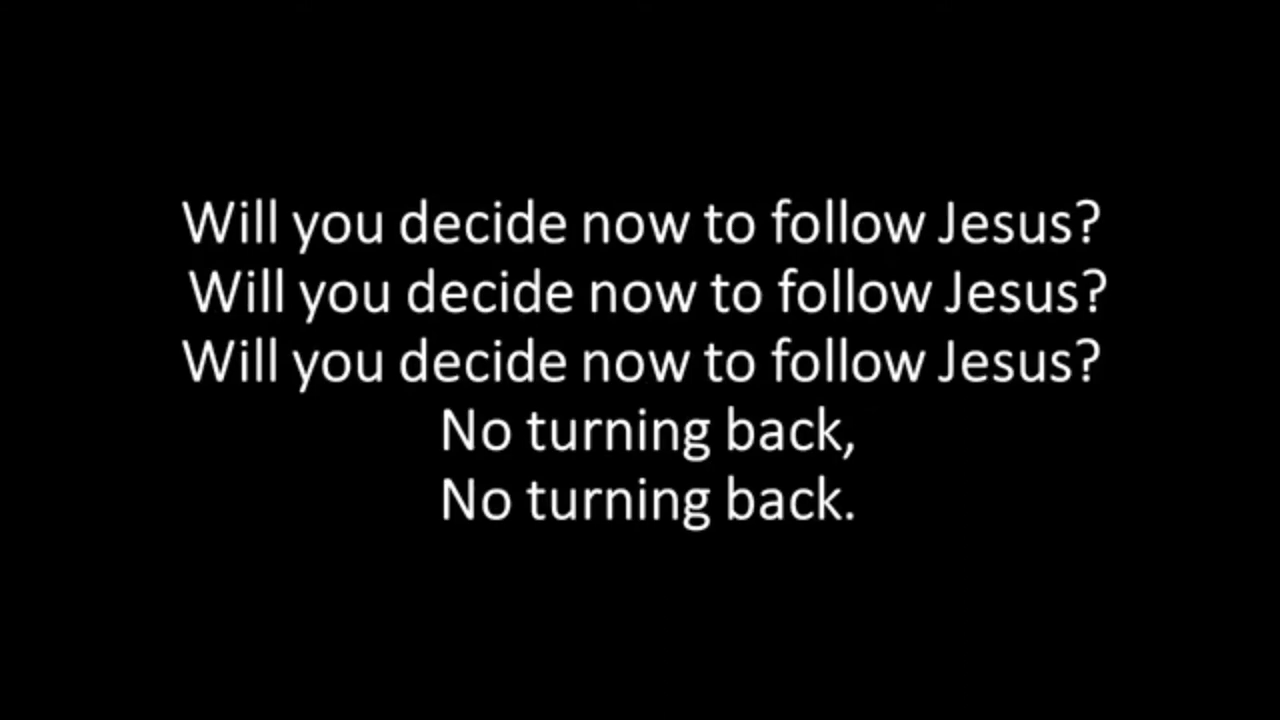 Will you decide now to follow Jesus?
Will you decide now to follow Jesus?
Will you decide now to follow Jesus?
No turning back,
No turning back.